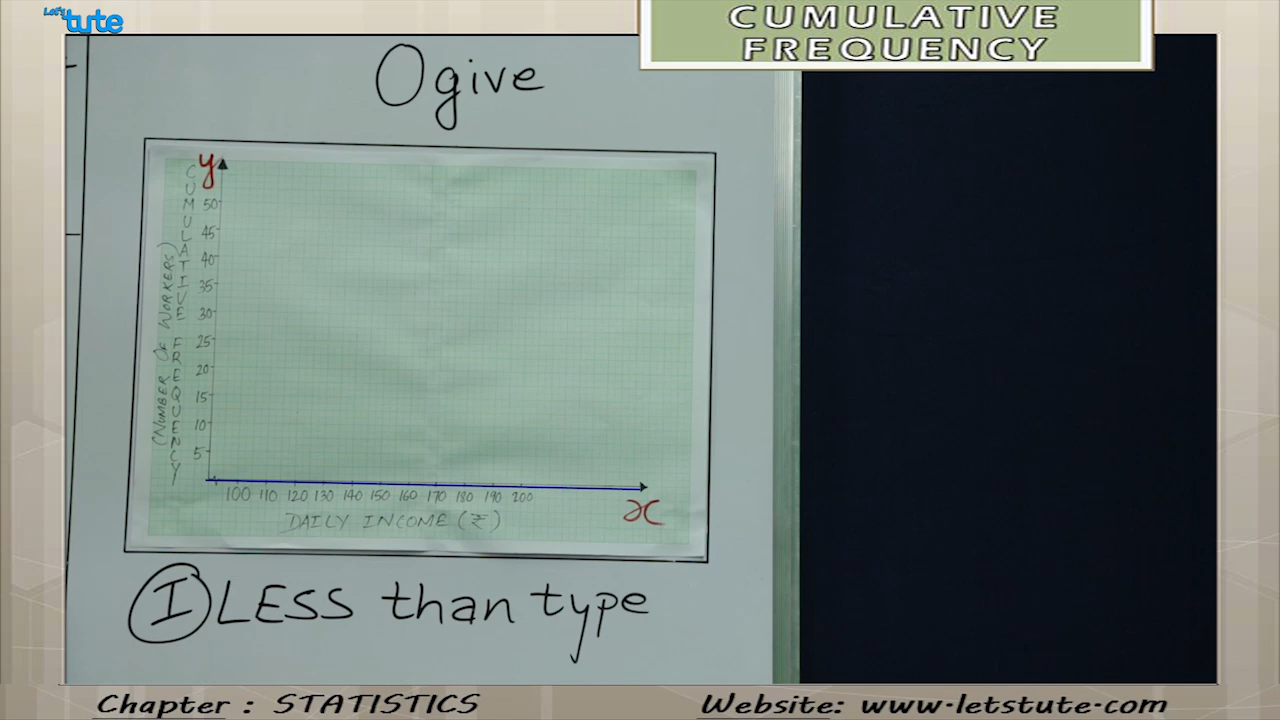 Let's
tute
CUMULATIVE
FREQUENCY
Ogive
y
CUMULATIVE FREQUENCY
(NUMBER OF WORKERS)
50
45
40
35
30
25
20
15
10
5
100 110 120 130 140 150 160 170 180 190 200
DAILY INCOME (₹)
x
I LESS than type
Chapter : STATISTICS
Website: www-letstute-com